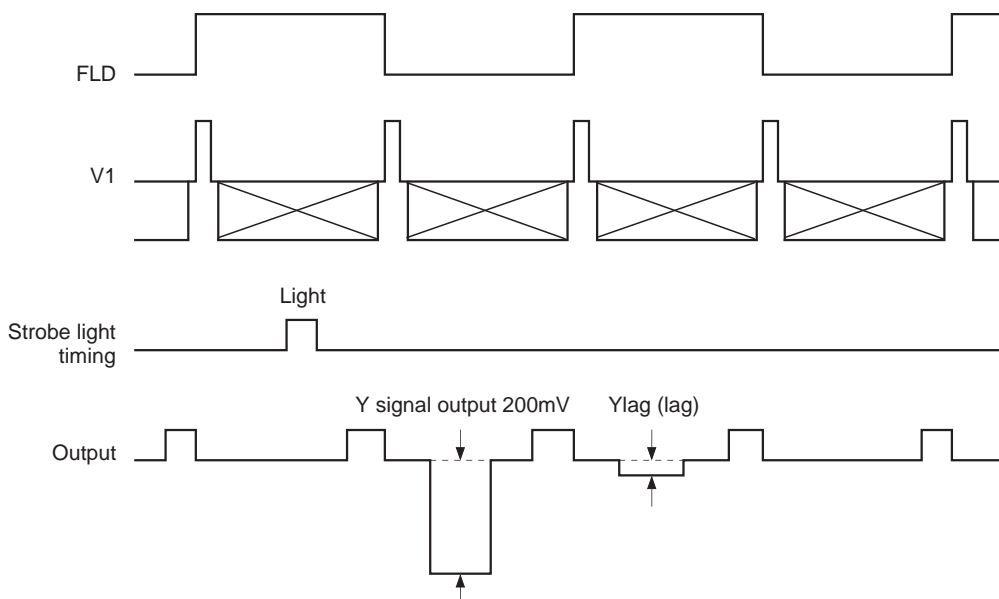 FLD
V1
Light
Strobe light
timing
Y signal output 200mV
Ylag (lag)
Output